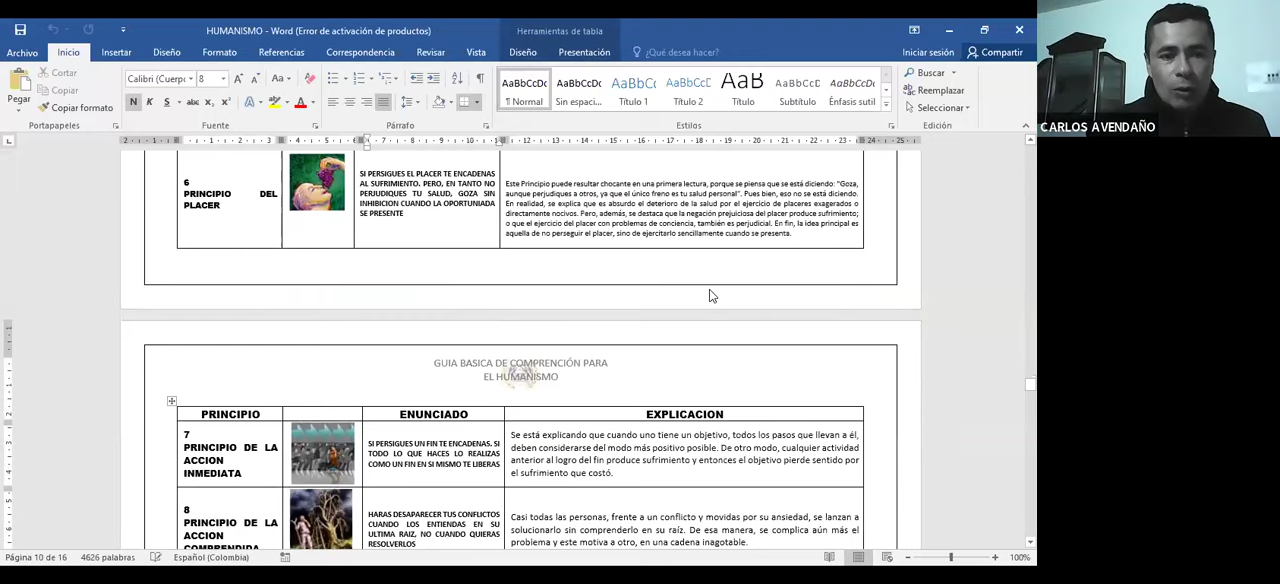 HUMANISMO - Word (Error de activación de productos)
Herramientas de tabla
Archivo
Inicio
Insertar
Diseño
Formato
Referencias
Correspondencia
Revisar
Vista
Diseño
Presentación
¿Qué desea hacer?
Iniciar sesión
Compartir
Pegar
Cortar
Copiar
Copiar formato
Calibri (Cuerpo
8
N K S abc x₂ x²
AaBbCcDc
¶ Normal
AaBbCcDc
Sin espaci...
AaBbCc
Título 1
AaBbCcD
Título 2
AaB
Título
AaBbCcD
Subtítulo
AaBbCcDc
Énfasis sutil
Buscar
Reemplazar
Seleccionar
Portapapeles
Fuente
Párrafo
Estilos
Edición
CARLOS AVENDAÑO
6
PRINCIPIO DEL
PLACER
SI PERSIGUES EL PLACER TE ENCADENAS
AL SUFRIMIENTO. PERO, EN TANTO NO
PERJUDIQUES TU SALUD, GOZA SIN
INHIBICION CUANDO LA OPORTUNIADA
SE PRESENTE
Este Principio puede resultar chocante en una primera lectura, porque se piensa que se está diciendo: "Goza,
aunque perjudiques a otros, ya que el único freno es tu salud personal". Pues bien, eso no se está diciendo.
En realidad, se explica que es absurdo el deterioro de la salud por el ejercicio de placeres exagerados o
directamente nocivos. Pero, además, se destaca que la negación prejuiciosa del placer produce sufrimiento;
o que el ejercicio del placer con problemas de conciencia, también es perjudicial. En fin, la idea principal es
aquella de no perseguir el placer, sino de ejercitarlo sencillamente cuando se presenta.
GUIA BASICA DE COMPRENCIÓN PARA
EL HUMANISMO
PRINCIPIO
ENUNCIADO
EXPLICACION
7
PRINCIPIO DE LA
ACCION
INMEDIATA
SI PERSIGUES UN FIN TE ENCADENAS. SI
TODO LO QUE HACES LO REALIZAS
COMO UN FIN EN SI MISMO TE LIBERAS
Se está explicando que cuando uno tiene un objetivo, todos los pasos que llevan a él,
deben considerarse del modo más positivo posible. De otro modo, cualquier actividad
anterior al logro del fin produce sufrimiento y entonces el objetivo pierde sentido por
el sufrimiento que costó.
8
PRINCIPIO DE LA
ACCION
COMPRENDIDA
HARAS DESAPARECER TUS CONFLICTOS
CUANDO LOS ENTIENDAS EN SU
ULTIMA RAIZ, NO CUANDO QUIERAS
RESOLVERLOS
Casi todas las personas, frente a un conflicto y movidas por su ansiedad, se lanzan a
solucionarlo sin comprenderlo en su raíz. De esa manera, se complica aún más el
problema y este motiva a otro, en una cadena inagotable.
Página 10 de 16
4626 palabras
Español (Colombia)
100%